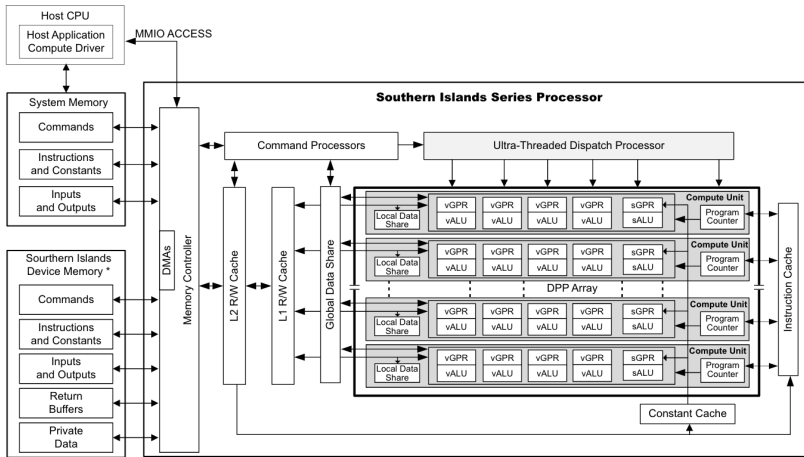 Host CPU
Host Application
Compute Driver
MMIO ACCESS
System Memory
Commands
Instructions
and Constants
Inputs
and Outputs
Sourthern Islands
Device Memory *
Commands
Instructions
and Constants
Inputs
and Outputs
Return
Buffers
Private
Data
Southern Islands Series Processor
DMAs
Memory Controller
Command Processors
Ultra-Threaded Dispatch Processor
L2 R/W Cache
L1 R/W Cache
Global Data Share
Compute Unit
Local Data
Share
vGPR
vALU
vGPR
vALU
vGPR
vALU
vGPR
vALU
sGPR
sALU
Program
Counter
Compute Unit
Local Data
Share
vGPR
vALU
vGPR
vALU
vGPR
vALU
vGPR
vALU
sGPR
sALU
Program
Counter
DPP Array
Compute Unit
Local Data
Share
vGPR
vALU
vGPR
vALU
vGPR
vALU
vGPR
vALU
sGPR
sALU
Program
Counter
Compute Unit
Local Data
Share
vGPR
vALU
vGPR
vALU
vGPR
vALU
vGPR
vALU
sGPR
sALU
Program
Counter
Instruction Cache
Constant Cache